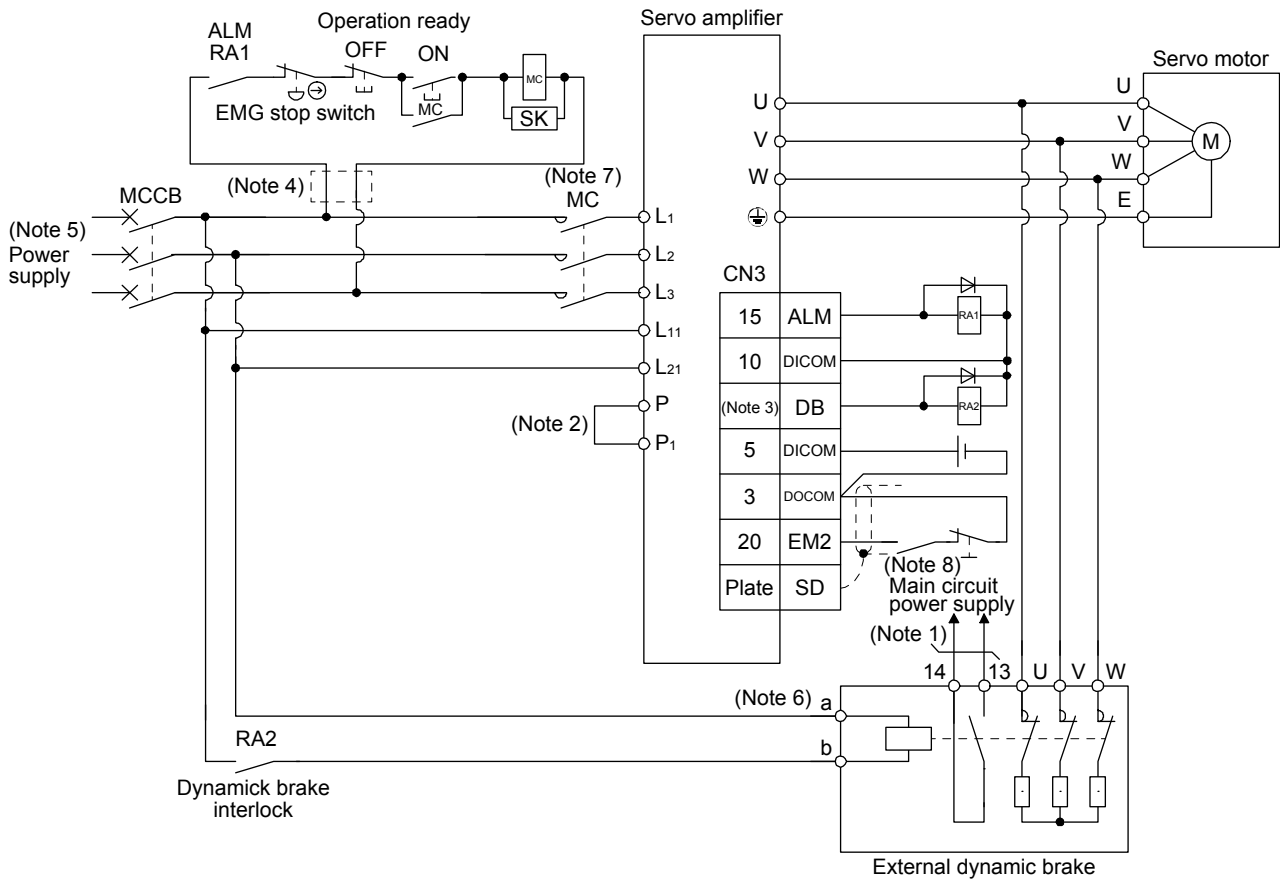 Servo amplifier
Operation ready
ALM
RA1
OFF
ON
MC
MC
SK
EMG stop switch
Servo motor
U
V
W
U
V
W
E
M
(Note 4)
(Note 7)
MC
MCCB
(Note 5)
Power
supply
L1
L2
L3
L11
L21
P
P1
(Note 2)
CN3
15 ALM
10 DICOM
(Note 3) DB
5 DICOM
3 DOCOM
20 EM2
Plate SD
RA1
RA2
(Note 8)
Main circuit
power supply
(Note 1)
14 13 U V W
(Note 6) a
b
RA2
Dynamick brake
interlock
External dynamic brake